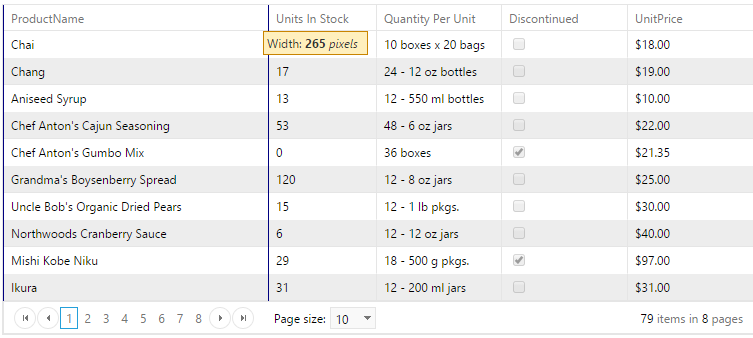 ProductName Units In Stock Quantity Per Unit Discontinued UnitPrice
Chai 10 boxes x 20 bags $18.00
Width: 265 pixels
Chang 17 24 - 12 oz bottles $19.00
Aniseed Syrup 13 12 - 550 ml bottles $10.00
Chef Anton's Cajun Seasoning 53 48 - 6 oz jars $22.00
Chef Anton's Gumbo Mix 0 36 boxes $21.35
Grandma's Boysenberry Spread 120 12 - 8 oz jars $25.00
Uncle Bob's Organic Dried Pears 15 12 - 1 lb pkgs. $30.00
Northwoods Cranberry Sauce 6 12 - 12 oz jars $40.00
Mishi Kobe Niku 29 18 - 500 g pkgs. $97.00
Ikura 31 12 - 200 ml jars $31.00
1 2 3 4 5 6 7 8 Page size: 10 79 items in 8 pages